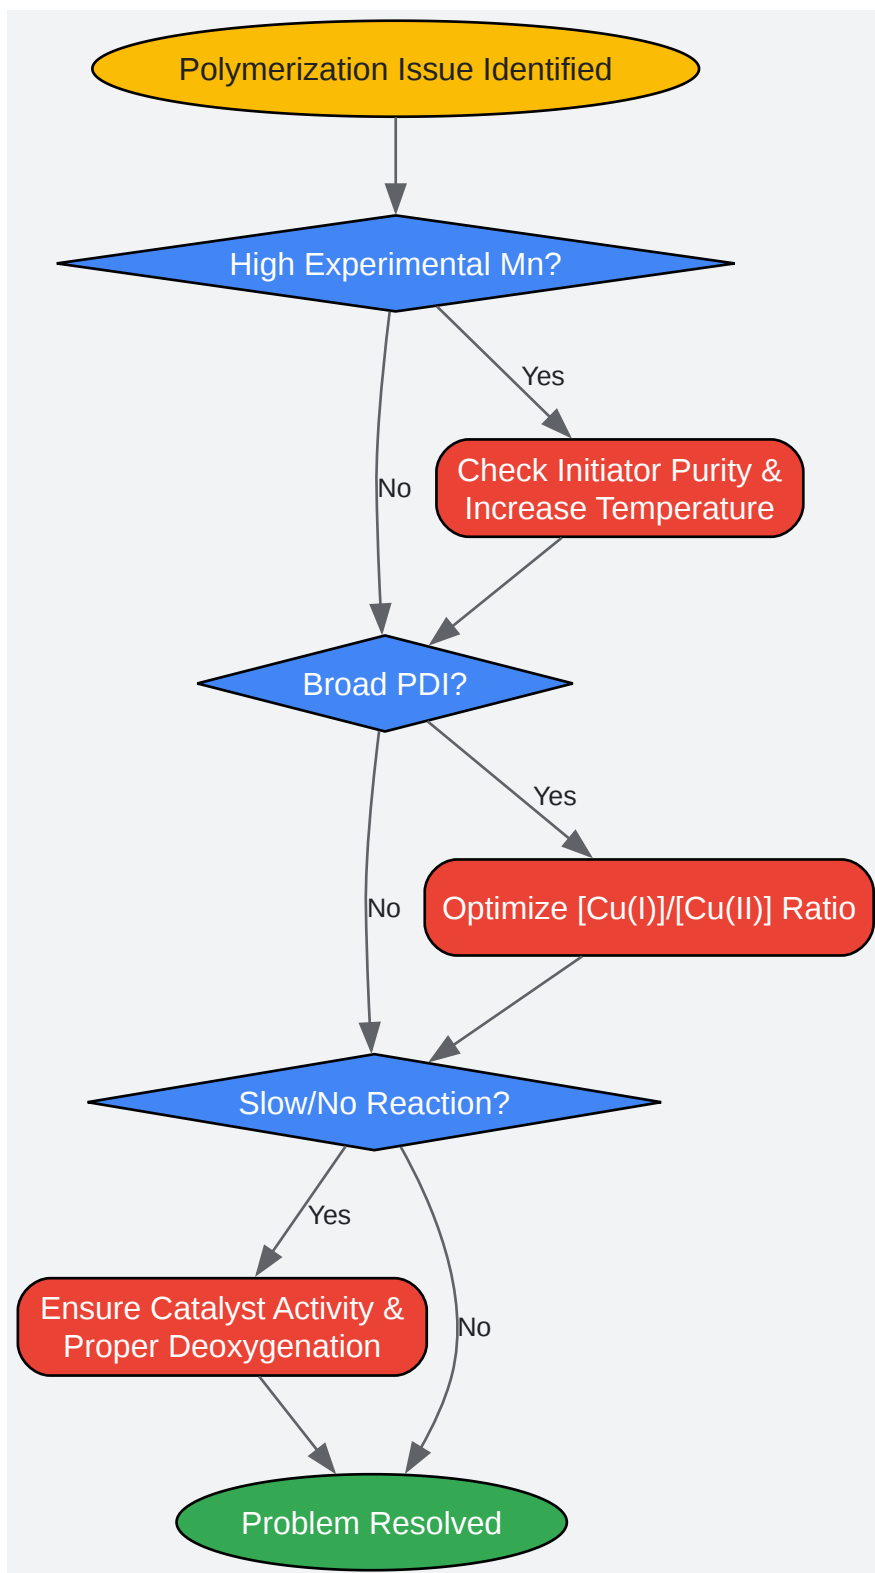 Polymerization Issue Identified
High Experimental Mn?
Yes
Check Initiator Purity &
Increase Temperature
No
Broad PDI?
Yes
Optimize [Cu(I)]/[Cu(II)] Ratio
No
Slow/No Reaction?
Yes
Ensure Catalyst Activity &
Proper Deoxygenation
No
Problem Resolved